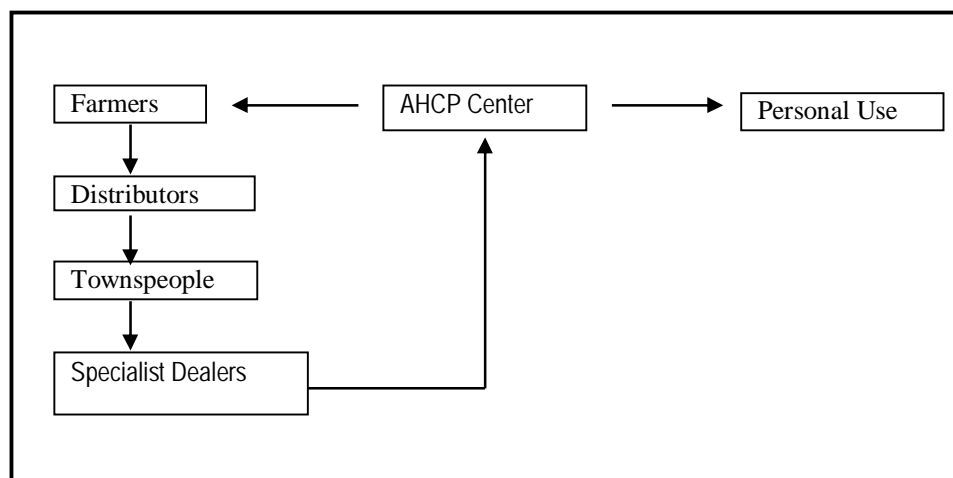 Farmers
AHCP Center
Personal Use
Distributors
Townspeople
Specialist Dealers